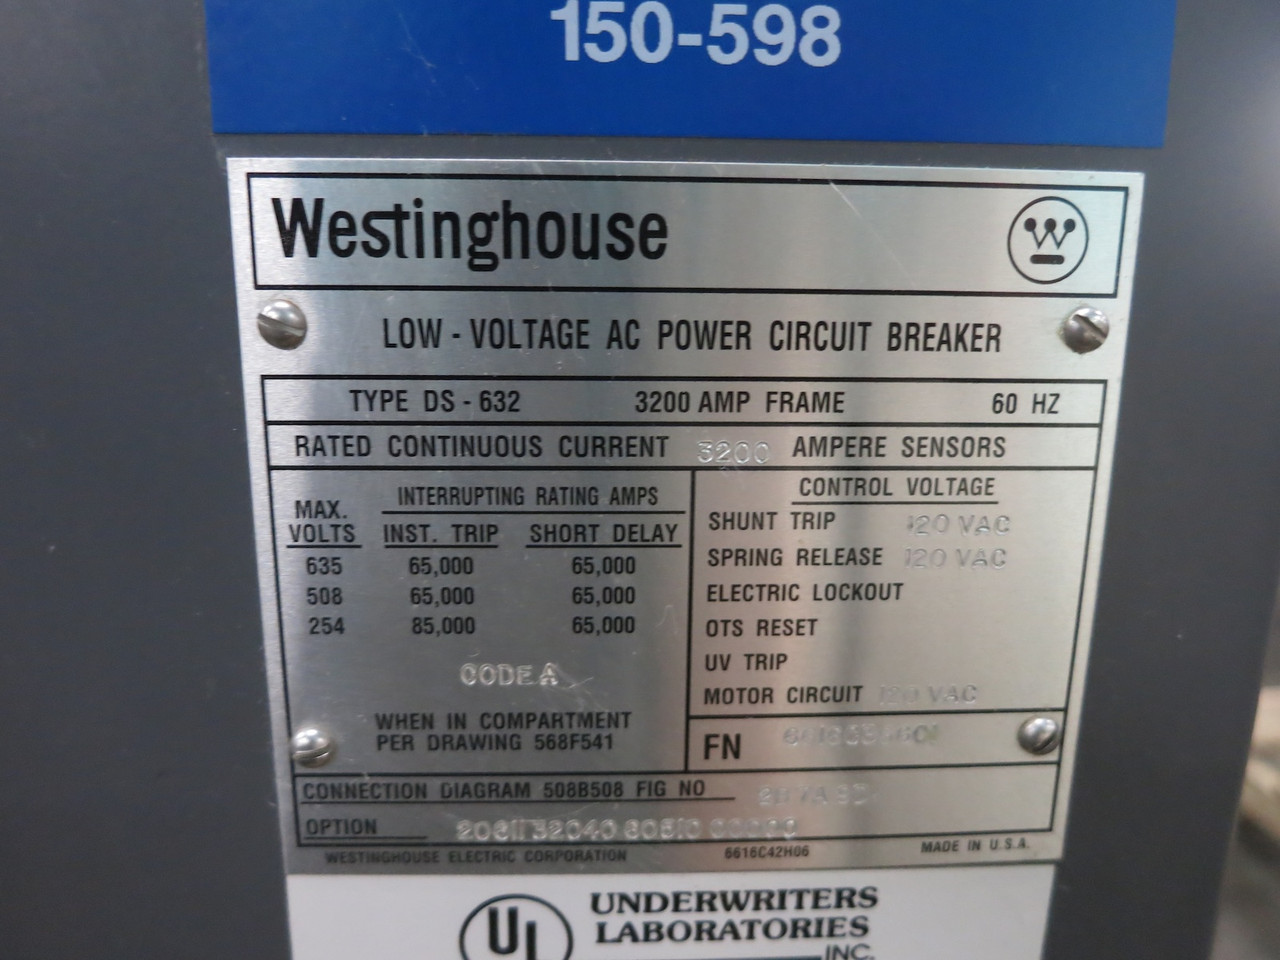 150-598
Westinghouse
W
LOW - VOLTAGE AC POWER CIRCUIT BREAKER
TYPE DS - 632 3200 AMP FRAME 60 HZ
RATED CONTINUOUS CURRENT 3200 AMPERE SENSORS
MAX. VOLTS
INTERRUPTING RATING AMPS
INST. TRIP SHORT DELAY
635 65,000 65,000
508 65,000 65,000
254 85,000 65,000
CODE A
WHEN IN COMPARTMENT
PER DRAWING 568F541
CONTROL VOLTAGE
SHUNT TRIP 120 VAC
SPRING RELEASE 120 VAC
ELECTRIC LOCKOUT
OTS RESET
UV TRIP
MOTOR CIRCUIT 120 VAC
FN
CONNECTION DIAGRAM 508B508 FIG NO
OPTION
WESTINGHOUSE ELECTRIC CORPORATION 6616C42H06 MADE IN U.S.A.
UL
UNDERWRITERS
LABORATORIES
INC.